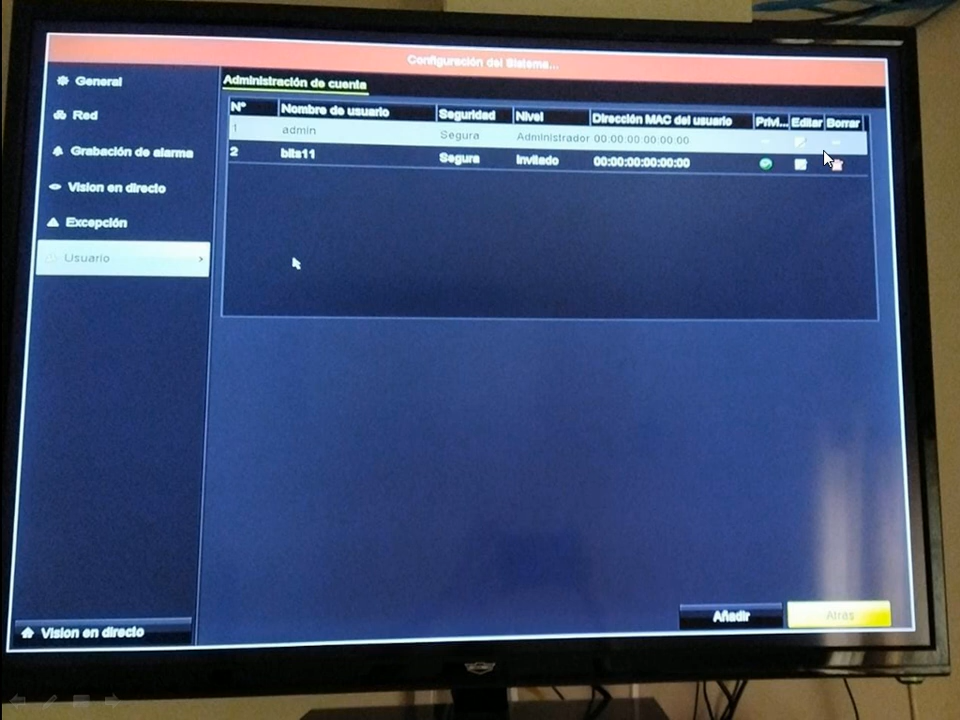 Configuración del Sistema...
General
Red
Grabación de alarma
Vision en directo
Excepción
Usuario
Administración de cuenta
Nº Nombre de usuario Seguridad Nivel Dirección MAC del usuario Privi... Editar Borrar
1 admin Segura Administrador 00:00:00:00:00:00
2 bits11 Segura Invitado 00:00:00:00:00:00
Añadir Atrás
Vision en directo